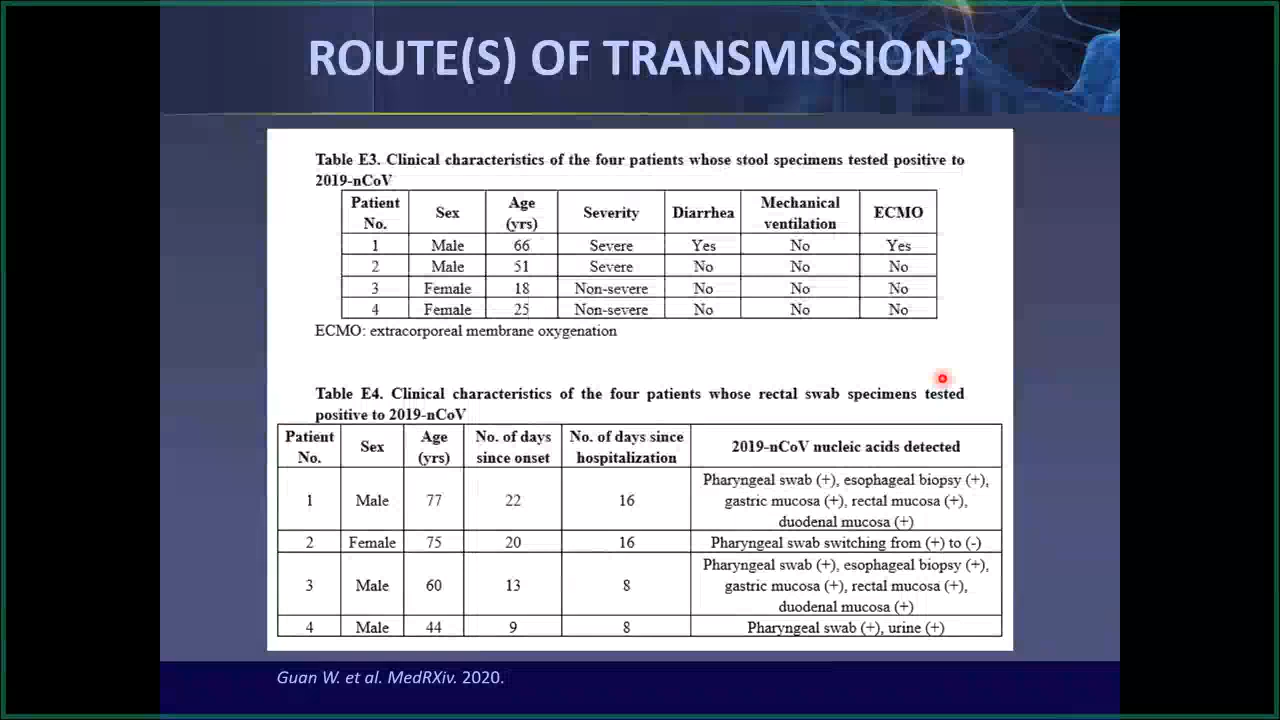 ROUTE(S) OF TRANSMISSION?
Table E3. Clinical characteristics of the four patients whose stool specimens tested positive to
2019-nCoV
Patient No. Sex Age (yrs) Severity Diarrhea Mechanical ventilation ECMO
1 Male 66 Severe Yes No Yes
2 Male 51 Severe No No No
3 Female 18 Non-severe No No No
4 Female 25 Non-severe No No No
ECMO: extracorporeal membrane oxygenation
Table E4. Clinical characteristics of the four patients whose rectal swab specimens tested
positive to 2019-nCoV
Patient No. Sex Age (yrs) No. of days since onset No. of days since hospitalization 2019-nCoV nucleic acids detected
1 Male 77 22 16 Pharyngeal swab (+), esophageal biopsy (+),
gastric mucosa (+), rectal mucosa (+),
duodenal mucosa (+)
2 Female 75 20 16 Pharyngeal swab switching from (+) to (-)
3 Male 60 13 8 Pharyngeal swab (+), esophageal biopsy (+),
gastric mucosa (+), rectal mucosa (+),
duodenal mucosa (+)
4 Male 44 9 8 Pharyngeal swab (+), urine (+)
Guan W. et al. MedRXiv. 2020.